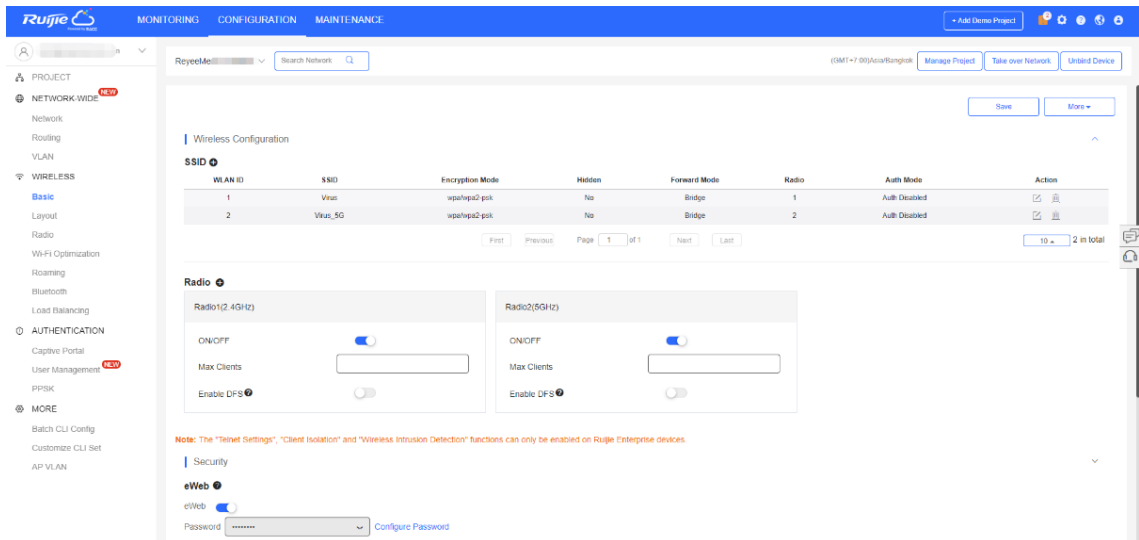 Ruijie MONITORING CONFIGURATION MAINTENANCE + Add Demo Project
ReyeeMe Search Network (GMT+7:00)Asia/Bangkok Manage Project Take over Network Unbind Device
PROJECT
NETWORK-WIDE NEW
Network
Routing
VLAN
WIRELESS
Basic
Layout
Radio
Wi-Fi Optimization
Roaming
Bluetooth
Load Balancing
AUTHENTICATION
Captive Portal
User Management NEW
PPSK
MORE
Batch CLI Config
Customize CLI Set
AP VLAN
Save More
Wireless Configuration
SSID
WLAN ID SSID Encryption Mode Hidden Forward Mode Radio Auth Mode Action
1 Virus wpa/wpa2-psk No Bridge 1 Auth Disabled
2 Virus_5G wpa/wpa2-psk No Bridge 2 Auth Disabled
First Previous Page 1 of 1 Next Last 10 2 in total
Radio
Radio1(2.4GHz) Radio2(5GHz)
ON/OFF ON/OFF
Max Clients Max Clients
Enable DFS Enable DFS
Note: The "Telnet Settings", "Client Isolation" and "Wireless Intrusion Detection" functions can only be enabled on Ruijie Enterprise devices.
Security
eWeb
eWeb
Password •••••••• Configure Password